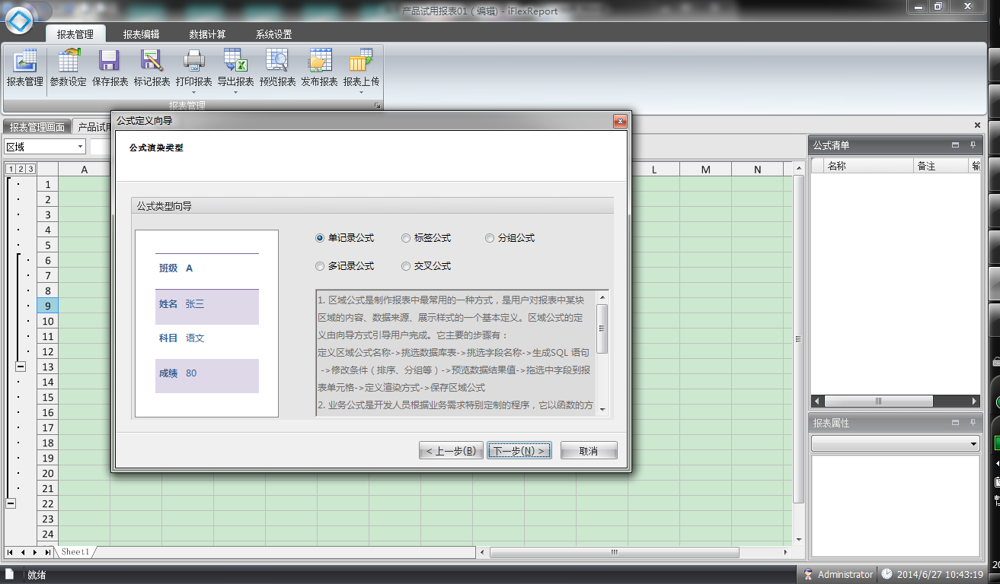 产品试用报表01（编辑) - iFlexReport
报表管理 报表编辑 数据计算 系统设置
报表管理 参数设定 保存报表 标记报表 打印报表 导出报表 预览报表 发布报表 报表上传
报表管理
报表管理画面 产品试用
公式定义向导
公式渲染类型
区域
公式清单
名称 备注
1 2 3 A L M N
1
2
3
4
5
6
7
8
9
10
11
12
13
14
15
16
17
18
19
20
21
22
23
24
公式类型向导
单记录公式 标签公式 分组公式
多记录公式 交叉公式
班级 A
姓名 张三
科目 语文
成绩 80
1. 区域公式是制作报表中最常用的一种方式，是用户对报表中某块
区域的内容、数据来源、展示样式的一个基本定义。区域公式的定
义由向导方式引导用户完成。它主要的步骤有：
定义区域公式名称->挑选数据库表->挑选字段名称->生成SQL 语句
->修改条件（排序、分组等）->预览数据结果值->拖选中字段到报
表单元格->定义渲染方式->保存区域公式
2. 业务公式是开发人员根据业务需求特别定制的程序，它以函数的方
< 上一步(B) 下一步(N) > 取消
报表属性
Sheet1
就绪
Administrator 2014/6/27 10:43:19